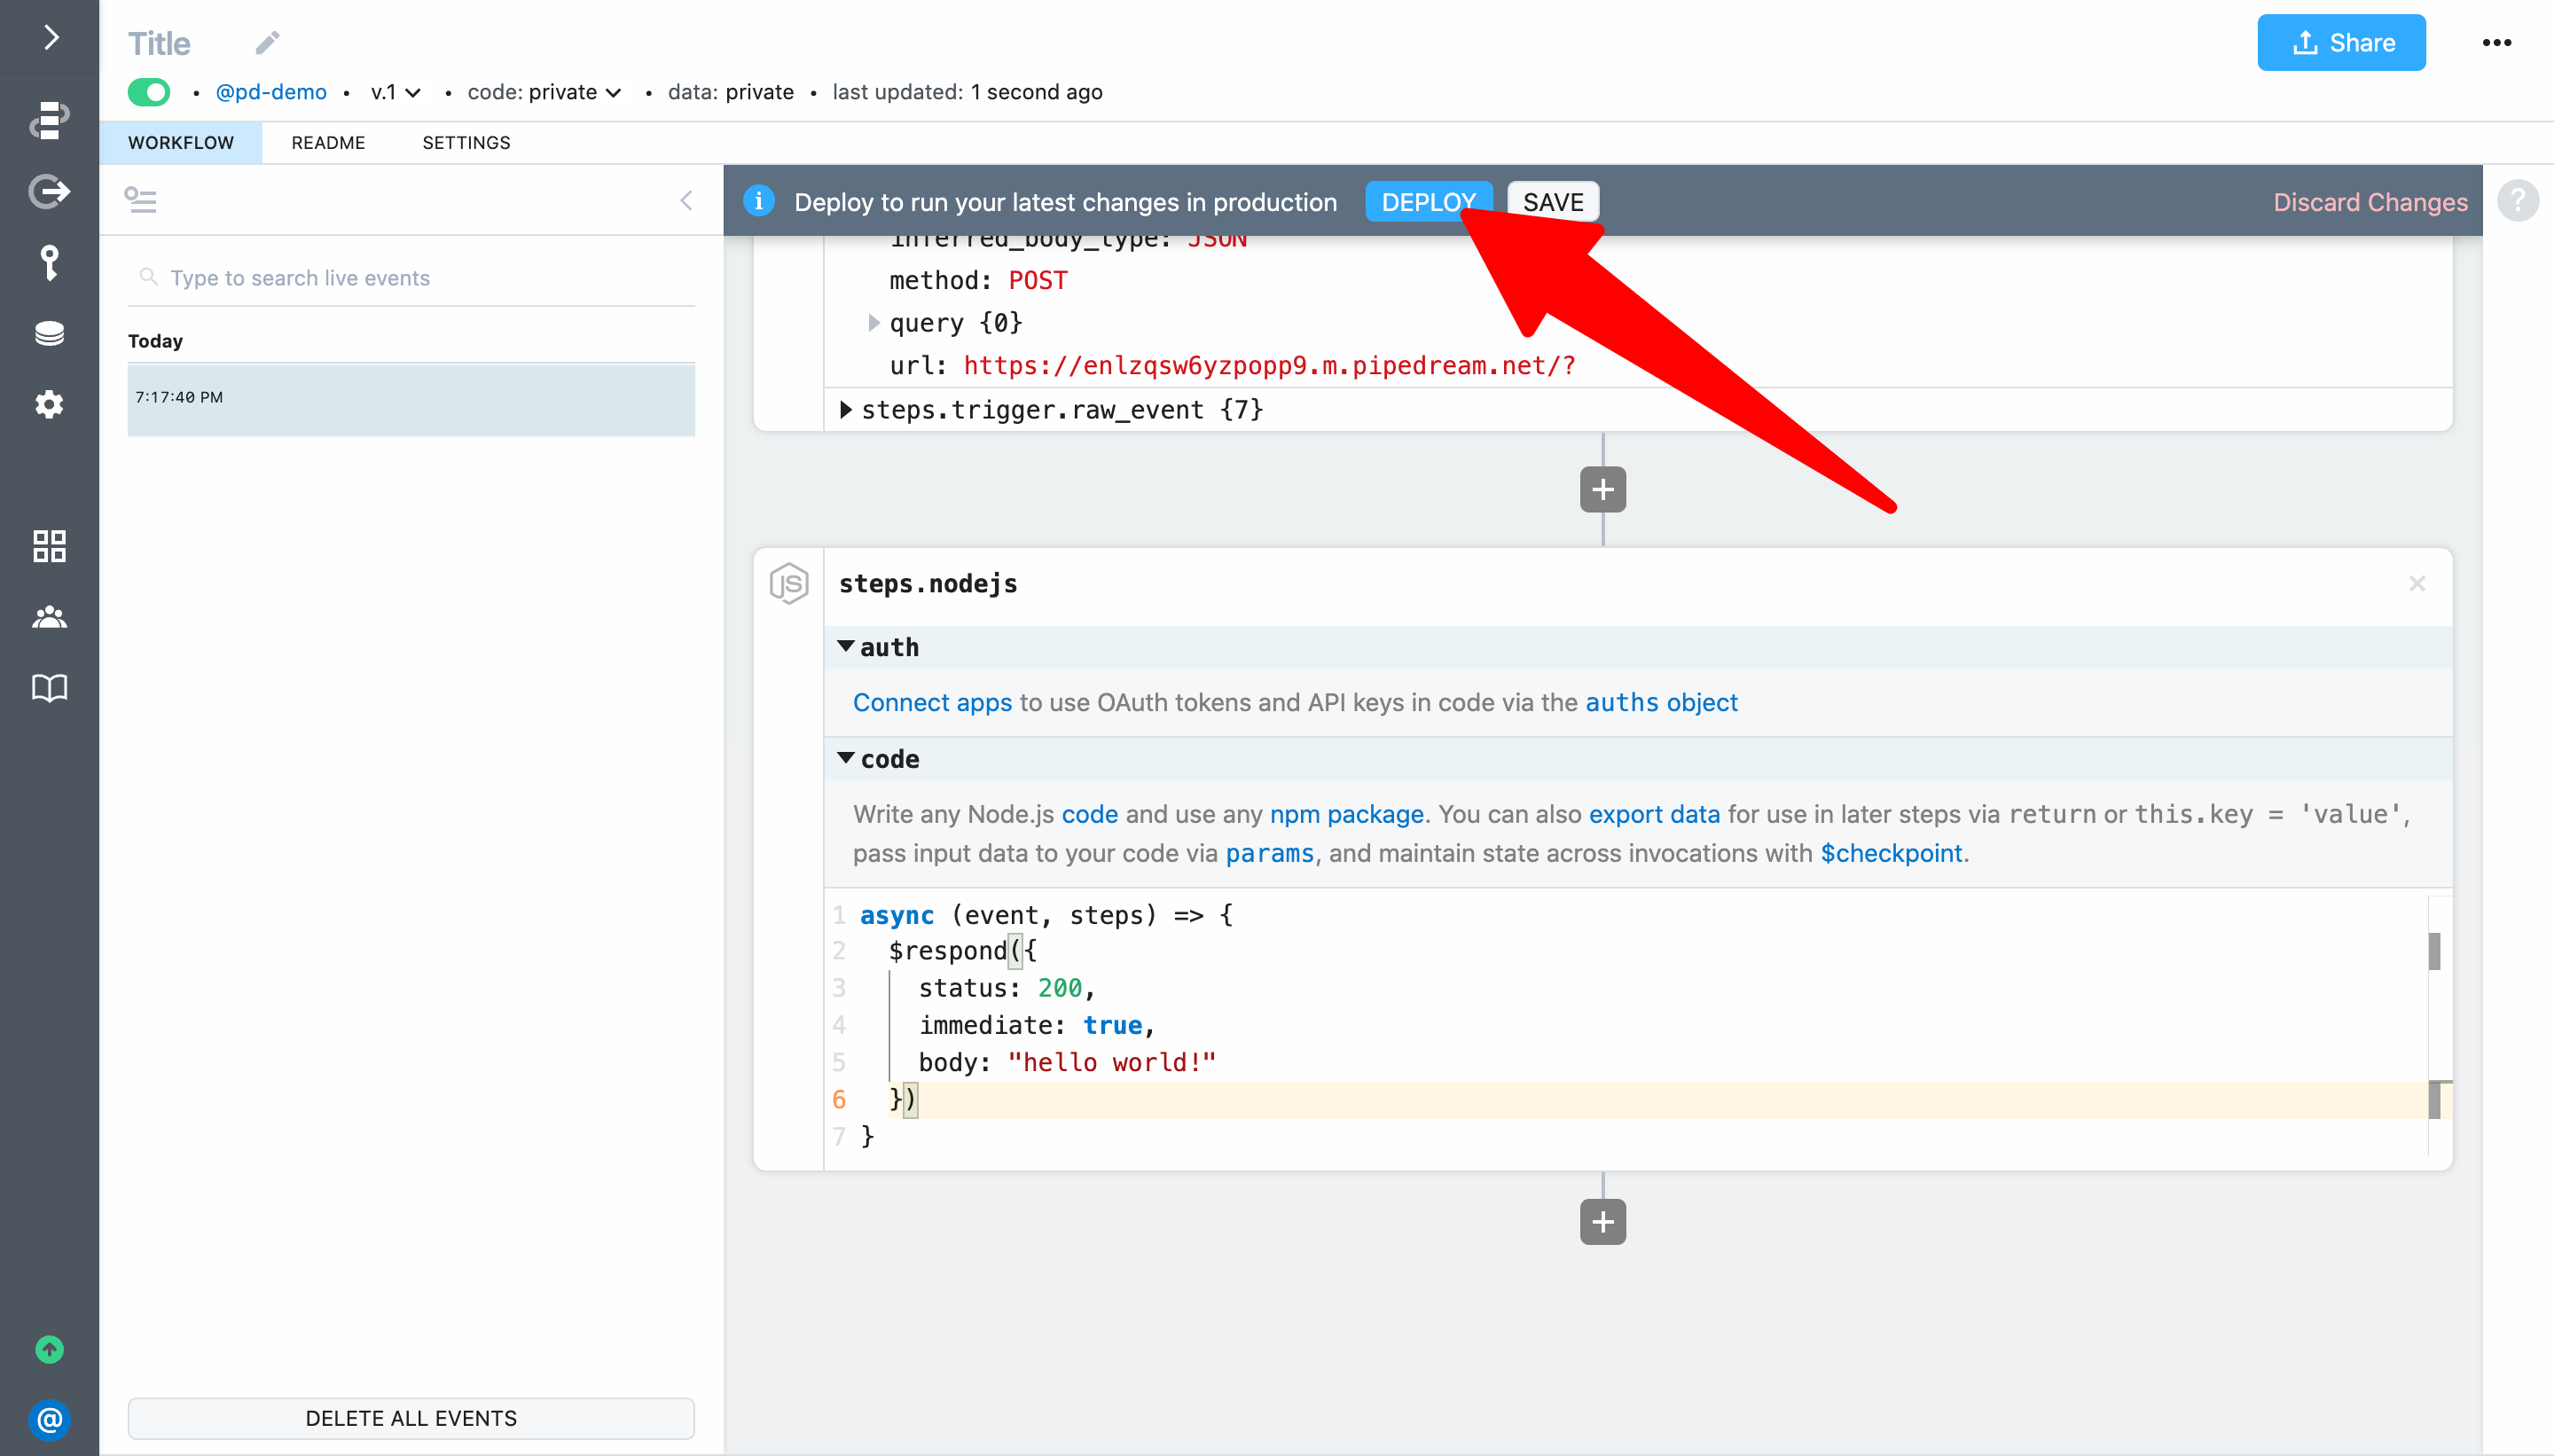 Title
Share
@pd-demo • v.1 • code: private • data: private • last updated: 1 second ago
WORKFLOW README SETTINGS
Deploy to run your latest changes in production DEPLOY SAVE Discard Changes ?
Type to search live events
Today
7:17:40 PM
DELETE ALL EVENTS
inferred_body_type: JSON
method: POST
query {0}
url: https://enlzqsw6yzpopp9.m.pipedream.net/?
steps.trigger.raw_event {7}
JS steps.nodejs
auth
Connect apps to use OAuth tokens and API keys in code via the auths object
code
Write any Node.js code and use any npm package. You can also export data for use in later steps via return or this.key = 'value',
pass input data to your code via params, and maintain state across invocations with $checkpoint.
1 async (event, steps) => {
2 $respond({
3 status: 200,
4 immediate: true,
5 body: "hello world!"
6 })
7 }